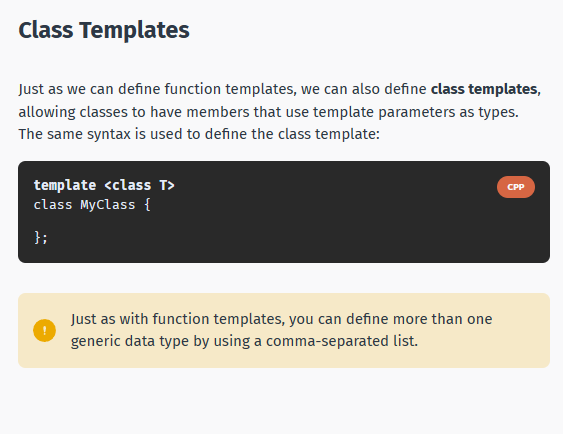 Class Templates
Just as we can define function templates, we can also define class templates,
allowing classes to have members that use template parameters as types.
The same syntax is used to define the class template:
template <class T>
CPP
class MyClass {
};
!
Just as with function templates, you can define more than one
generic data type by using a comma-separated list.